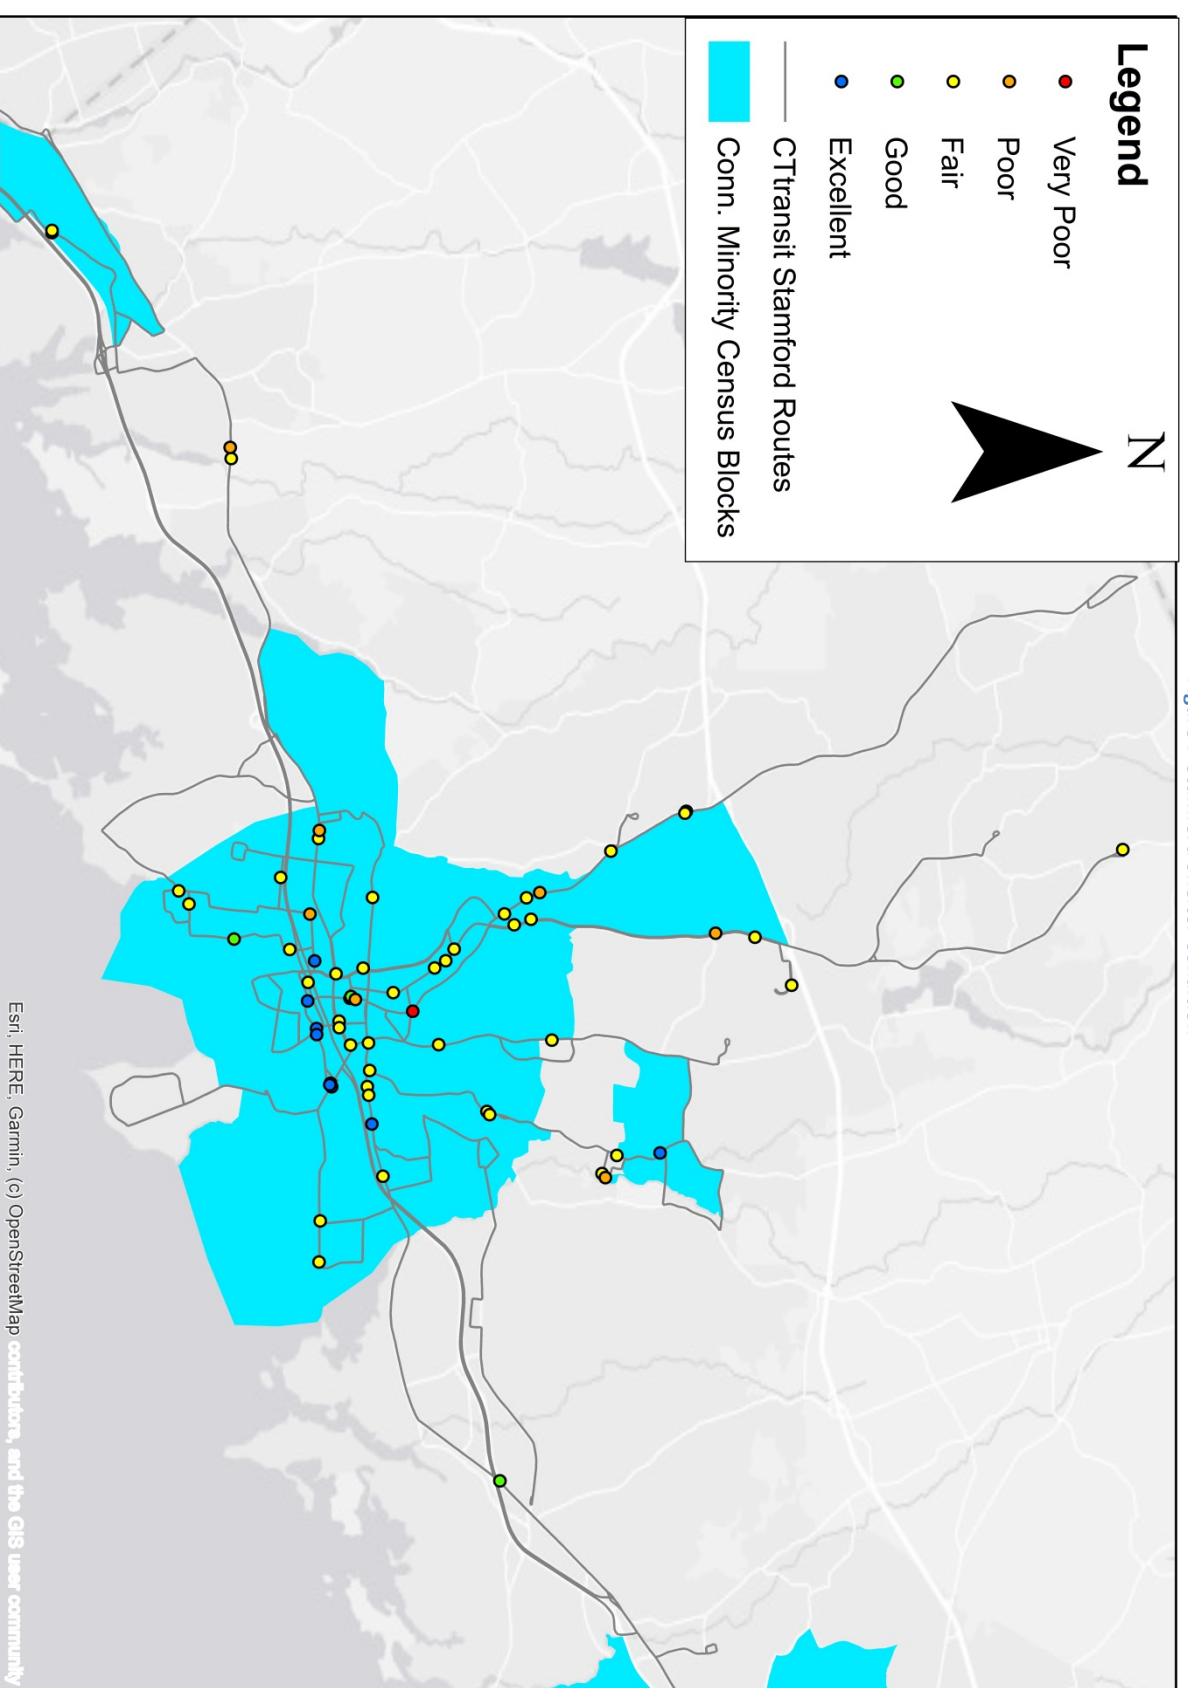 Legend
N
Very Poor
Poor
Fair
Good
Excellent
CTtransit Stamford Routes
Conn. Minority Census Blocks
Esri, HERE, Garmin, (c) OpenStreetMap contributors, and the GIS user community